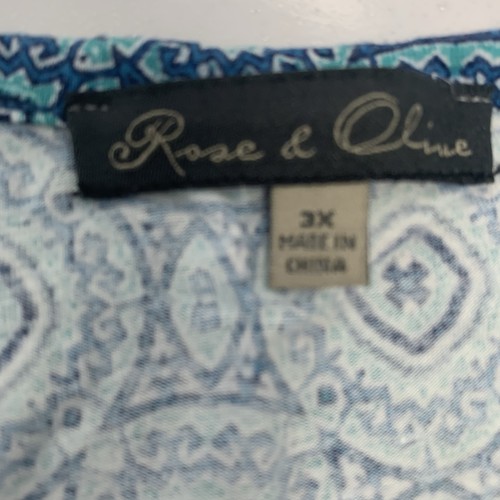 Rose & Olive
3X
MADE IN
CHINA